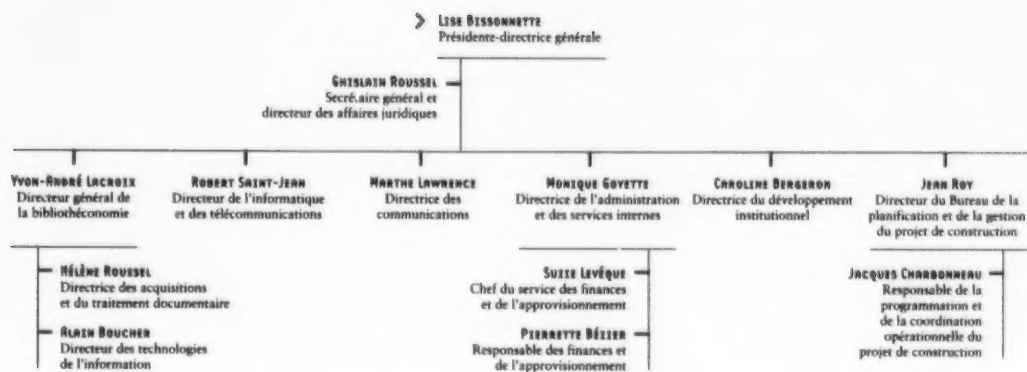 Lise Bissonnette
Présidente-directrice générale
Ghislain Roussel
Secrétaire général et
directeur des affaires juridiques
Yvon-André Lacroix
Directeur général de
la bibliothéconomie
Robert Saint-Jean
Directeur de l'informatique
et des télécommunications
Marthe Lawrence
Directrice des
communications
Monique Goyette
Directrice de l'administration
et des services internes
Caroline Bergeron
Directrice du développement
institutionnel
Jean Roy
Directeur du Bureau de la
planification et de la gestion
du projet de construction
Hélène Roussel
Directrice des acquisitions
et du traitement documentaire
Alain Boucher
Directeur des technologies
de l'information
Suzie Levêque
Chef du service des finances
et de l'approvisionnement
Pierrette Bézier
Responsable des finances et
de l'approvisionnement
Jacques Charbonneau
Responsable de la
programmation et
de la coordination
opérationnelle du
projet de construction